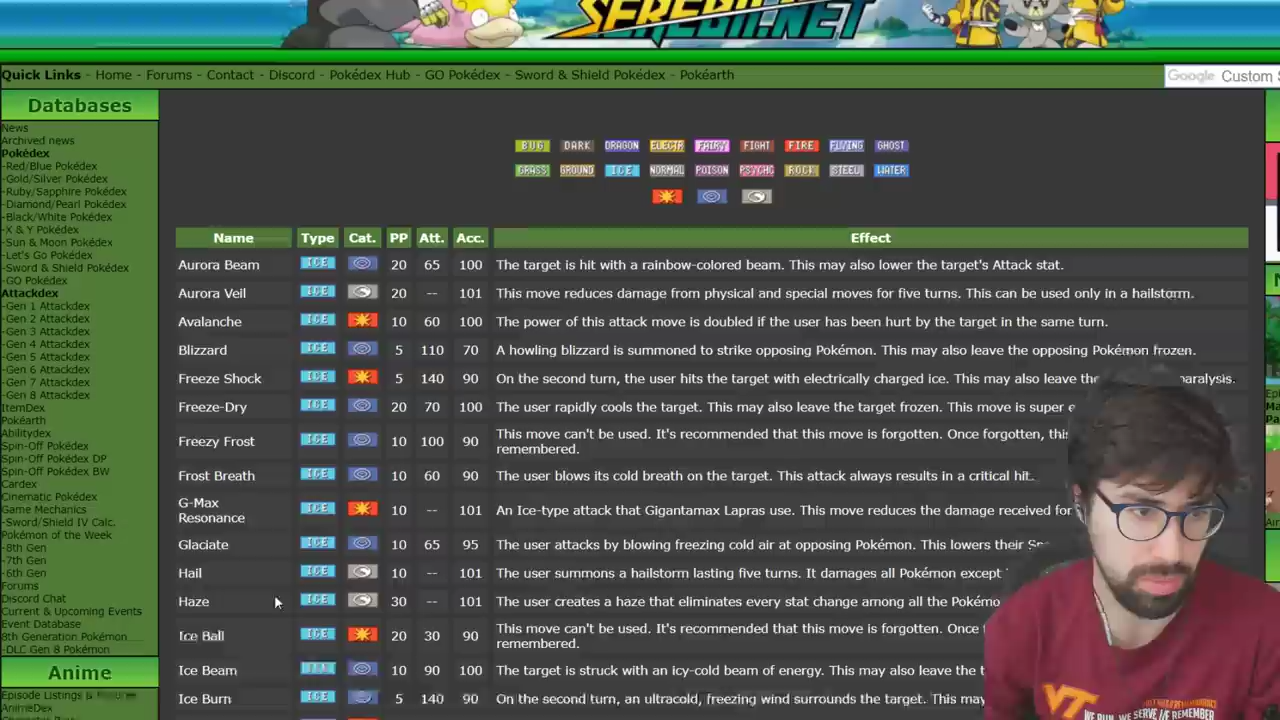 SEREBII.NET
Quick Links - Home - Forums - Contact - Discord - Pokédex Hub - GO Pokédex - Sword & Shield Pokédex - Pokéarth
Google Custom S
Databases
News
Archived news
Pokédex
-Red/Blue Pokédex
-Gold/Silver Pokédex
-Ruby/Sapphire Pokédex
-Diamond/Pearl Pokédex
-Black/White Pokédex
-X & Y Pokédex
-Sun & Moon Pokédex
-Let's Go Pokédex
-Sword & Shield Pokédex
-GO Pokédex
Attackdex
-Gen 1 Attackdex
-Gen 2 Attackdex
-Gen 3 Attackdex
-Gen 4 Attackdex
-Gen 5 Attackdex
-Gen 6 Attackdex
-Gen 7 Attackdex
-Gen 8 Attackdex
ItemDex
Pokéarth
Abilitydex
Spin-Off Pokédex
Spin-Off Pokédex DP
Spin-Off Pokédex BW
Cardex
Cinematic Pokédex
Game Mechanics
-Sword/Shield IV Calc.
Pokémon of the Week
-8th Gen
-7th Gen
-6th Gen
Forums
Discord Chat
Current & Upcoming Events
Event Database
8th Generation Pokémon
-DLC Gen 8 Pokémon
Anime
Episode Listings &
AnimeDex
BUG DARK DRAGON ELECTR FAIRY FIGHT FIRE FLYING GHOST
GRASS GROUND ICE NORMAL POISON PSYCHC ROCK STEEL WATER
Name Type Cat. PP Att. Acc. Effect
Aurora Beam ICE 20 65 100 The target is hit with a rainbow-colored beam. This may also lower the target's Attack stat.
Aurora Veil ICE 20 -- 101 This move reduces damage from physical and special moves for five turns. This can be used only in a hailstorm.
Avalanche ICE 10 60 100 The power of this attack move is doubled if the user has been hurt by the target in the same turn.
Blizzard ICE 5 110 70 A howling blizzard is summoned to strike opposing Pokémon. This may also leave the opposing Pokémon frozen.
Freeze Shock ICE 5 140 90 On the second turn, the user hits the target with electrically charged ice. This may also leave the paralysis.
Freeze-Dry ICE 20 70 100 The user rapidly cools the target. This may also leave the target frozen. This move is super e
Freezy Frost ICE 10 100 90 This move can't be used. It's recommended that this move is forgotten. Once forgotten, this
remembered.
Frost Breath ICE 10 60 90 The user blows its cold breath on the target. This attack always results in a critical hit.
G-Max
Resonance ICE 10 -- 101 An Ice-type attack that Gigantamax Lapras use. This move reduces the damage received for
Glaciate ICE 10 65 95 The user attacks by blowing freezing cold air at opposing Pokémon. This lowers their Spe
Hail ICE 10 -- 101 The user summons a hailstorm lasting five turns. It damages all Pokémon except
Haze ICE 30 -- 101 The user creates a haze that eliminates every stat change among all the Pokémo
Ice Ball ICE 20 30 90 This move can't be used. It's recommended that this move is forgotten. Once
remembered.
Ice Beam 10 90 100 The target is struck with an icy-cold beam of energy. This may also leave the t
Ice Burn ICE 5 140 90 On the second turn, an ultracold, freezing wind surrounds the target. This may
VT